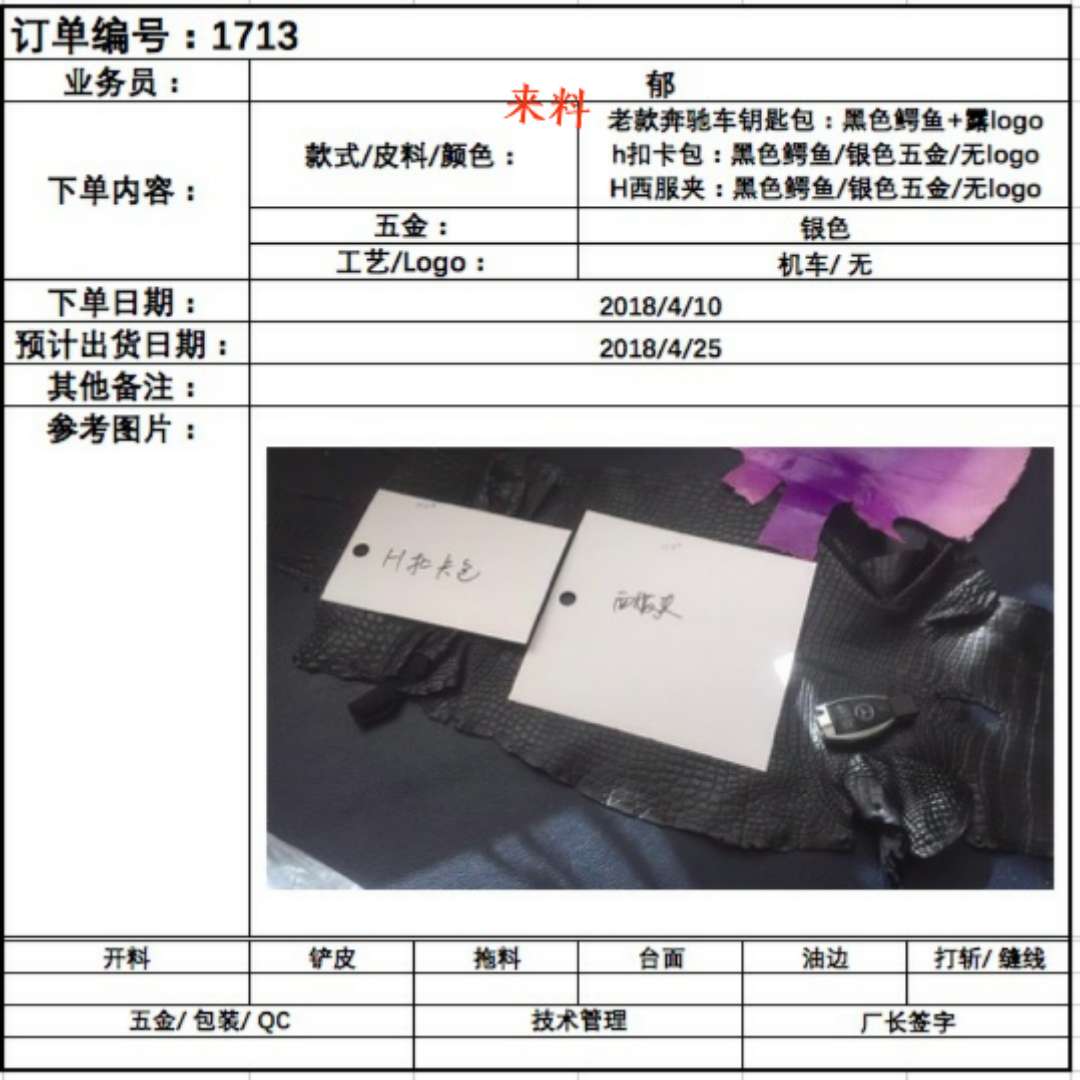 订单编号：1713
业务员：
郁
来料
下单内容：
款式/皮料/颜色：
老款奔驰车钥匙包：黑色鳄鱼+露logo
h扣卡包：黑色鳄鱼/银色五金/无logo
H西服夹：黑色鳄鱼/银色五金/无logo
五金：
银色
工艺/Logo：
机车/ 无
下单日期：
2018/4/10
预计出货日期：
2018/4/25
其他备注：
参考图片：
H扣卡包
西服夹
开料
铲皮
拖料
台面
油边
打斩/ 缝线
五金/ 包装/ QC
技术管理
厂长签字